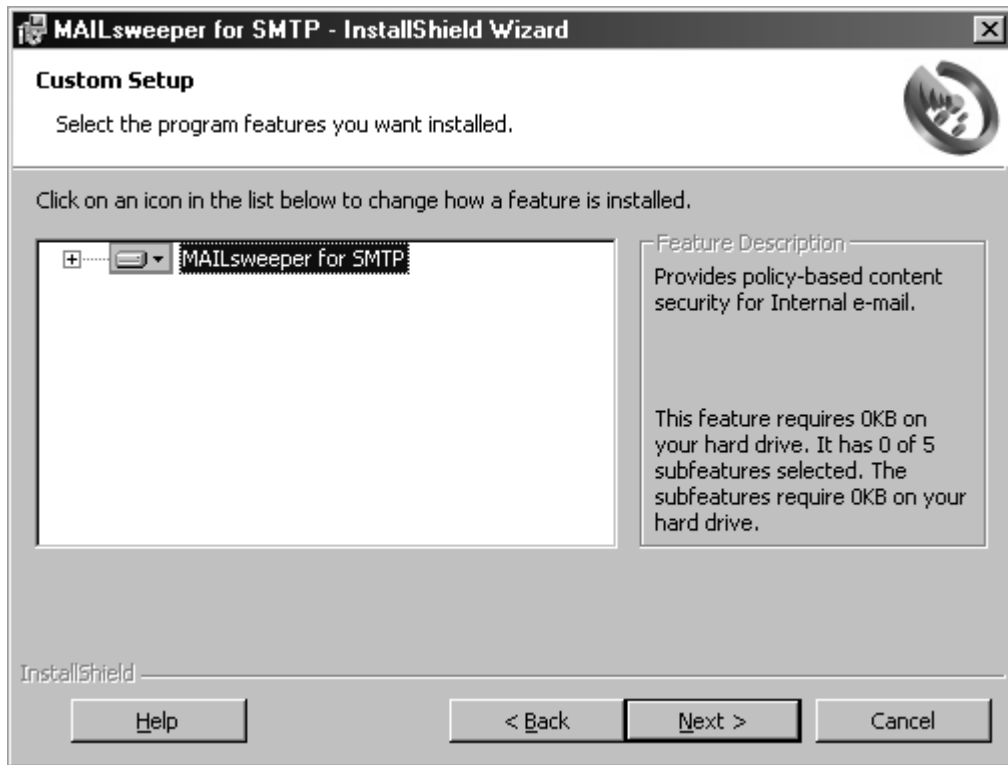 MAILsweeper for SMTP - InstallShield Wizard
Custom Setup
Select the program features you want installed.
Click on an icon in the list below to change how a feature is installed.
MAILsweeper for SMTP
Feature Description
Provides policy-based content
security for Internal e-mail.
This feature requires 0KB on
your hard drive. It has 0 of 5
subfeatures selected. The
subfeatures require 0KB on your
hard drive.
InstallShield
Help
< Back
Next >
Cancel